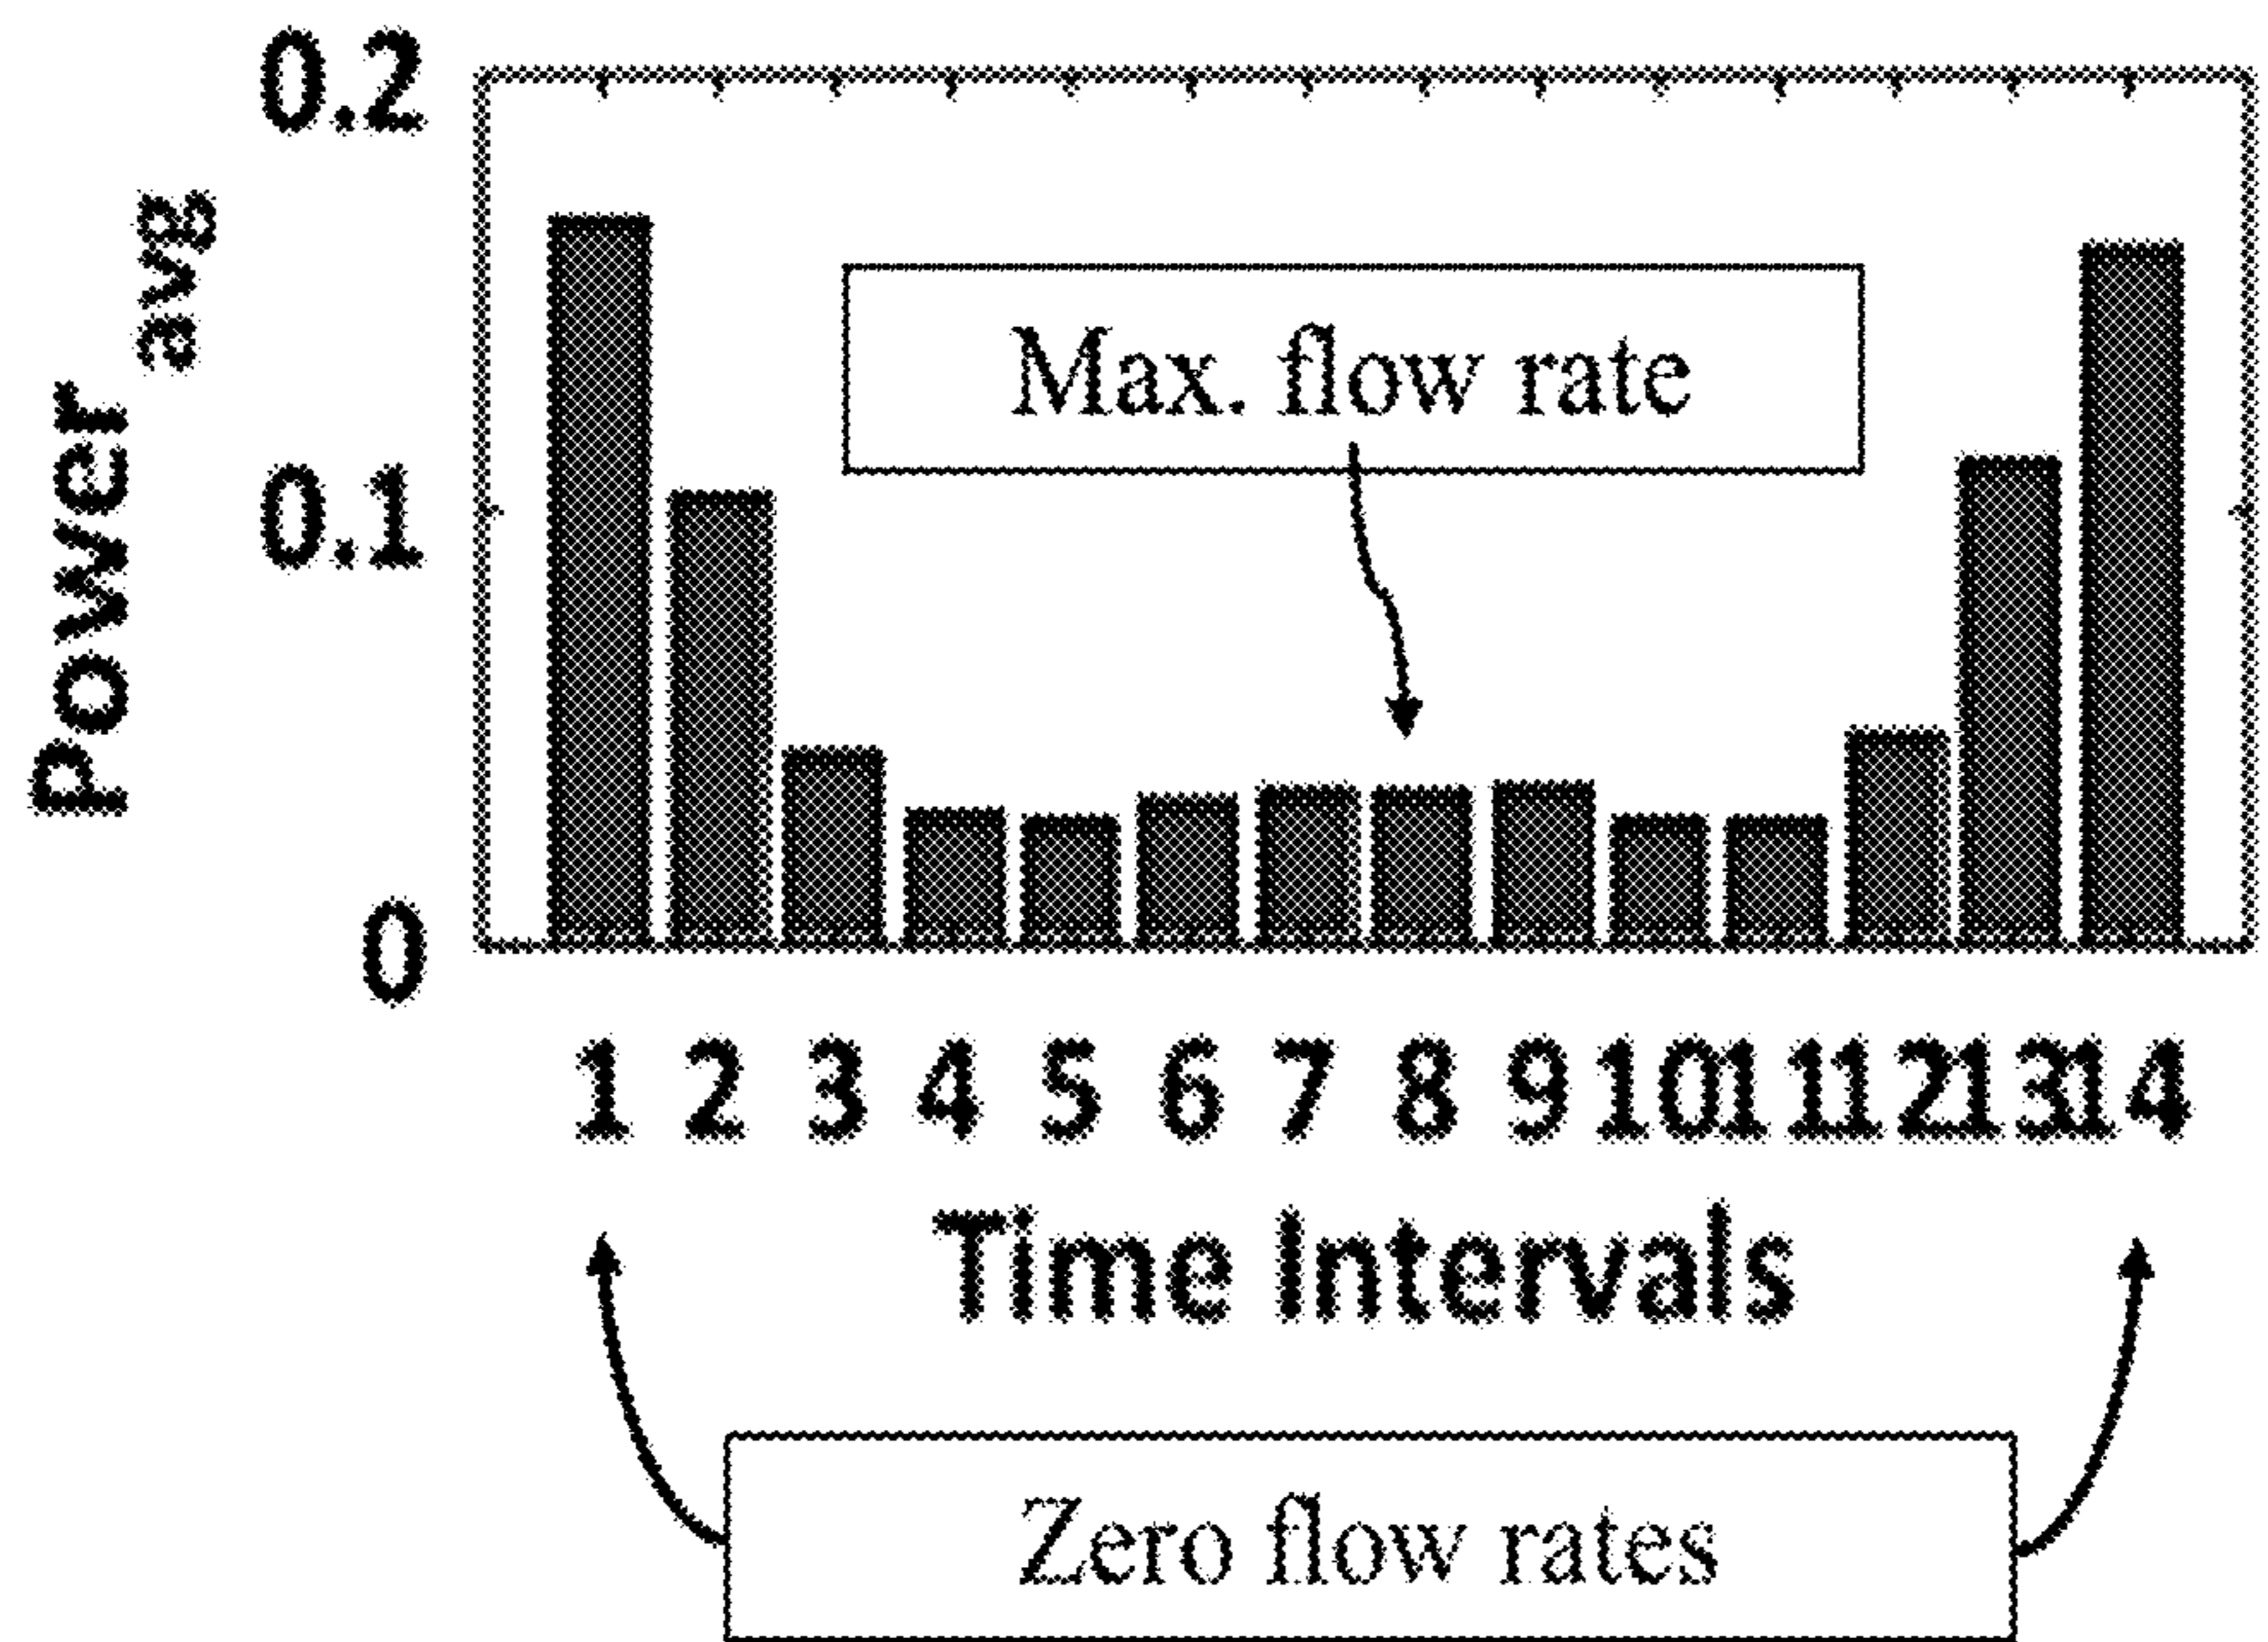 0.2
Power avg
0.1
0
Max. flow rate
1 2 3 4 5 6 7 8 9 10 11 12 13 14
Time Intervals
Zero flow rates